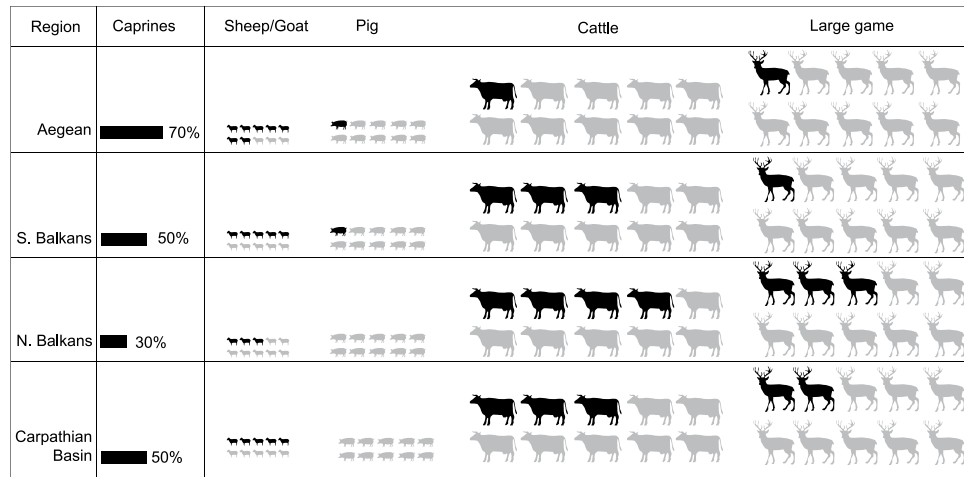 Region Caprines Sheep/Goat Pig Cattle Large game
Aegean 70%
S. Balkans 50%
N. Balkans 30%
Carpathian
Basin 50%